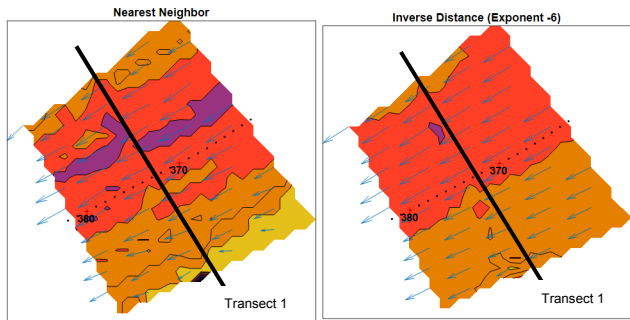 Nearest Neighbor
370
380
Transect 1
Inverse Distance (Exponent -6)
370
380
Transect 1